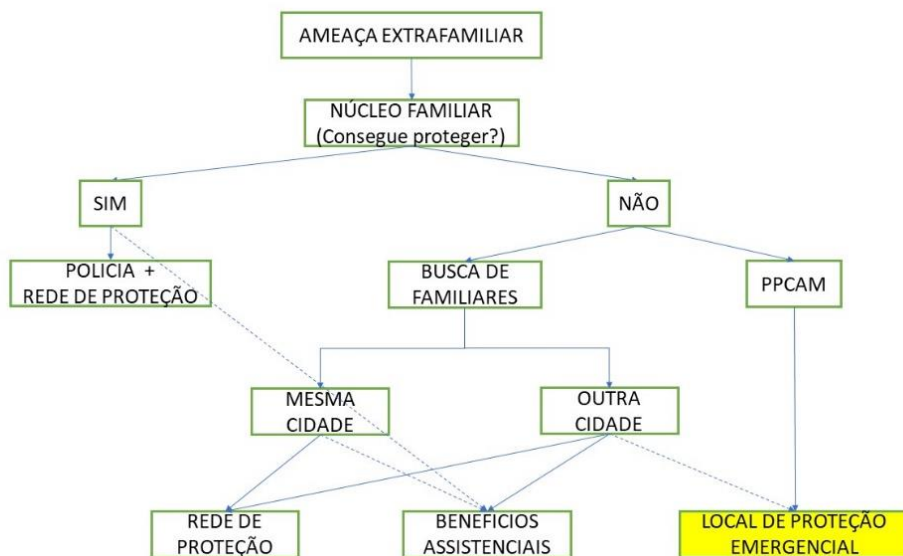 AMEAÇA EXTRAFAMILIAR
NÚCLEO FAMILIAR
(Consegue proteger?)
SIM
NÃO
POLICIA +
REDE DE PROTEÇÃO
BUSCA DE
FAMILIARES
PPCAM
MESMA
CIDADE
OUTRA
CIDADE
REDE DE
PROTEÇÃO
BENEFICIOS
ASSISTENCIAIS
LOCAL DE PROTEÇÃO
EMERGENCIAL